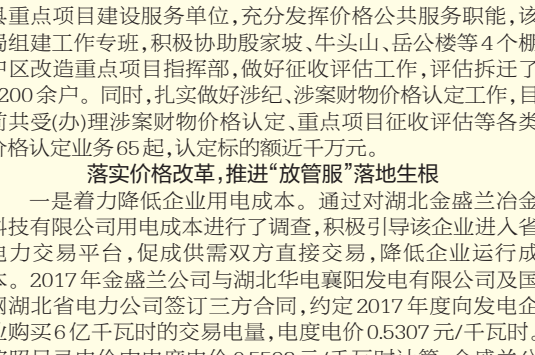 县重点项目建设服务单位,充分发挥价格公共服务职能,该
局组建工作专班,积极协助殷家坡、牛头山、岳公楼等4个棚
户区改造重点项目指挥部,做好征收评估工作,评估拆迁了
200余户。同时,扎实做好涉纪、涉案财物价格认定工作,目
前共受(办)理涉案财物价格认定、重点项目征收评估等各类
价格认定业务65起,认定标的额近千万元。
落实价格改革,推进“放管服”落地生根
一是着力降低企业用电成本。通过对湖北金盛兰冶金
科技有限公司用电成本进行了调查,积极引导该企业进入省
电力交易平台,促成供需双方直接交易,降低企业运行成
本。2017年金盛兰公司与湖北华电襄阳发电有限公司及国
网湖北省电力公司签订三方合同,约定2017年度向发电企
业购买6亿千瓦时的交易电量,电度电价0.5307元/千瓦时。